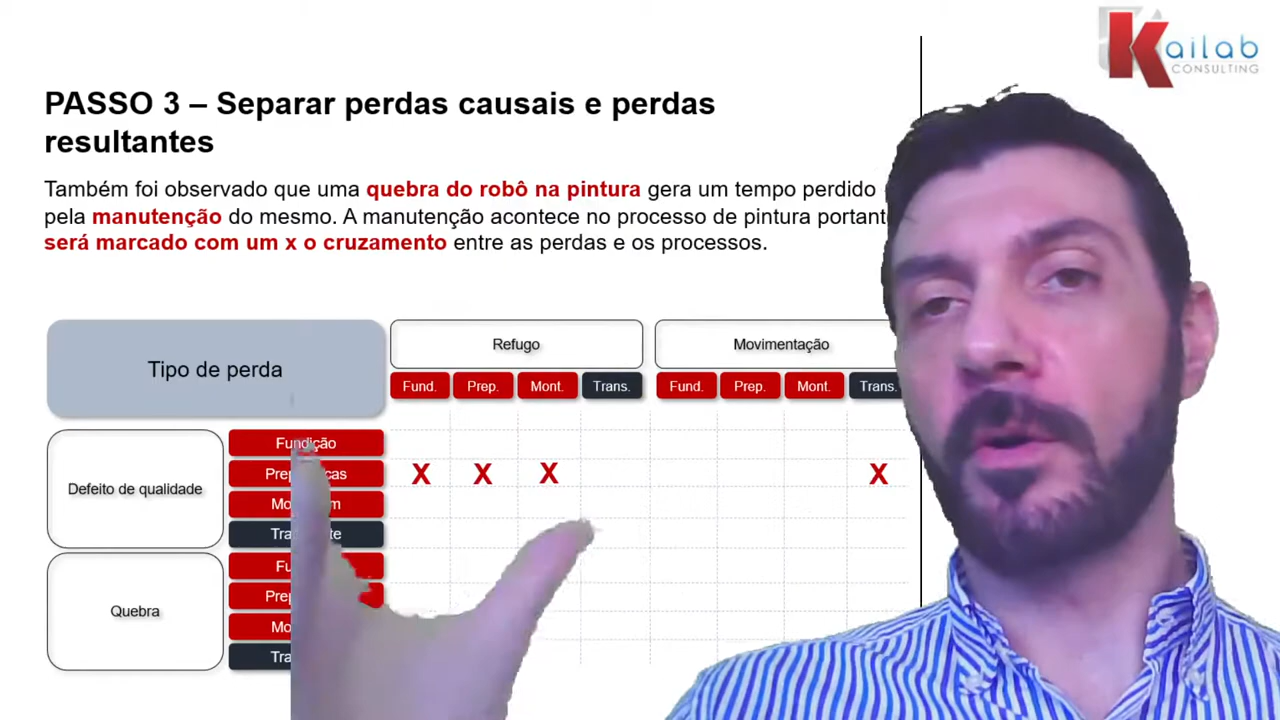 Kailab
CONSULTING
PASSO 3 – Separar perdas causais e perdas
resultantes
Também foi observado que uma quebra do robô na pintura gera um tempo perdido
pela manutenção do mesmo. A manutenção acontece no processo de pintura
será marcado com um x o cruzamento entre as perdas e os processos.
Tipo de perda
Refugo
Movimentação
Fund. Prep. Mont. Trans. Fund. Prep. Mont. Trans.
Defeito de qualidade
Fundição
X X X X
Quebra